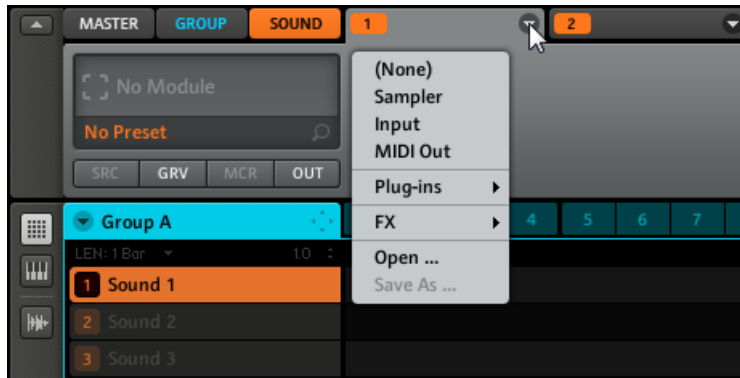 MASTER GROUP SOUND 1 2
No Module
No Preset
SRC GRV MCR OUT
(None)
Sampler
Input
MIDI Out
Plug-ins
FX
Open ...
Save As ...
Group A 4 5 6 7
LEN: 1 Bar 1.0
1 Sound 1
2 Sound 2
3 Sound 3